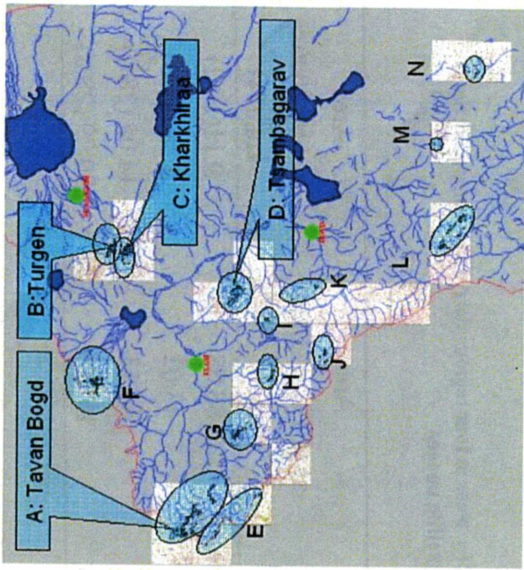 A: Tavan Bogd
B:Turgen
C: Kharkhiraa
D: Tsambagarav
E
F
G
H
I
J
K
L
M
N